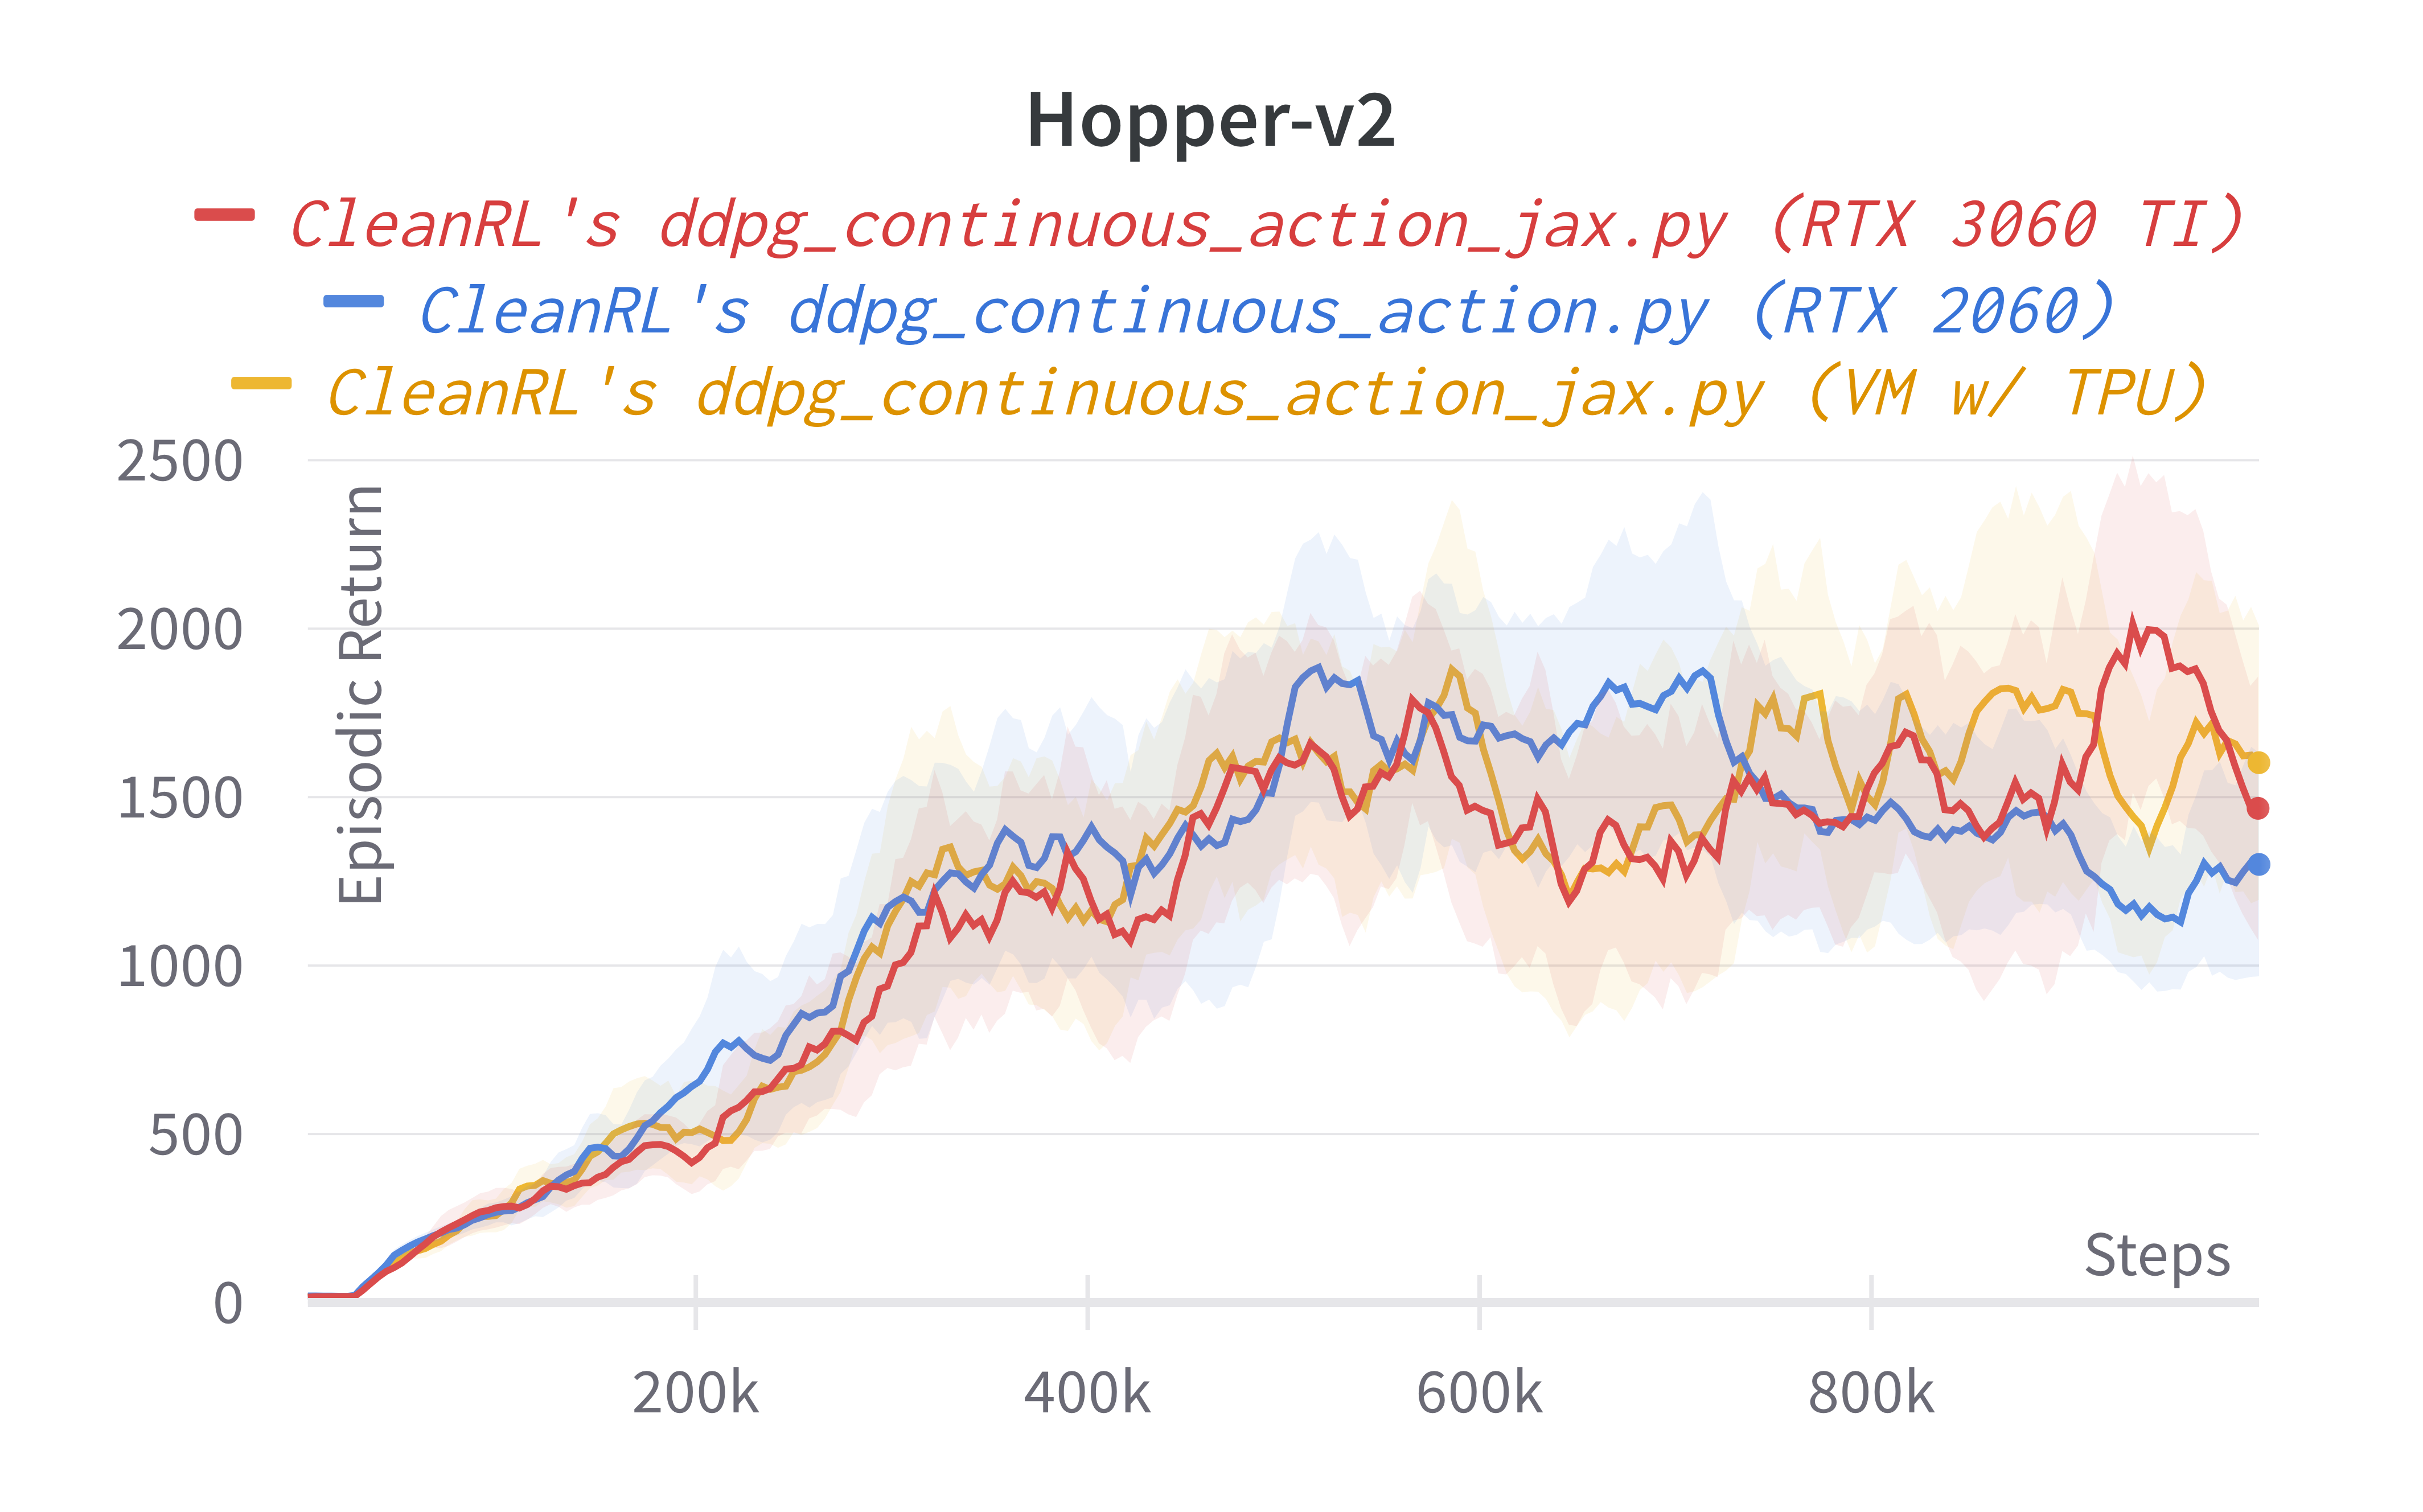 Hopper-v2
CleanRL's ddpg_continuous_action_jax.py (RTX 3060 TI)
CleanRL's ddpg_continuous_action.py (RTX 2060)
CleanRL's ddpg_continuous_action_jax.py (VM w/ TPU)
2500
2000
1500
1000
500
0
Episodic Return
Steps
200k
400k
600k
800k